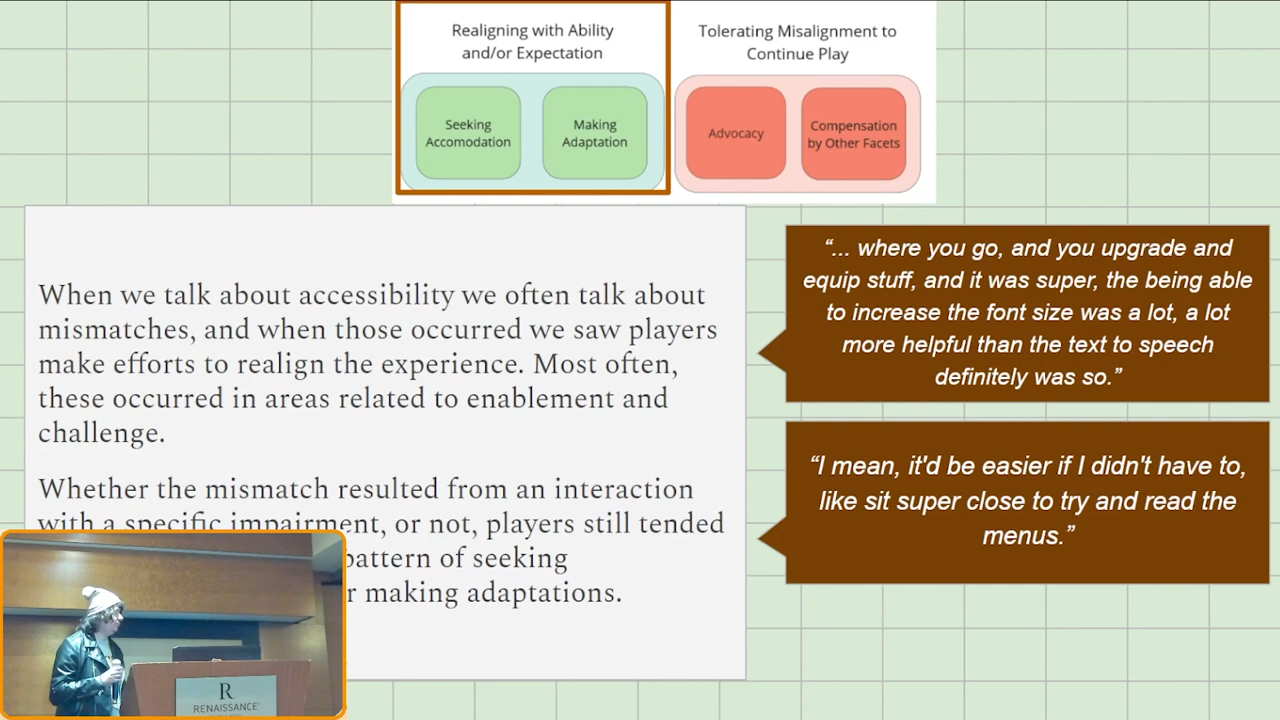 Realigning with Ability
and/or Expectation
Seeking
Accomodation
Making
Adaptation
Tolerating Misalignment to
Continue Play
Advocacy
Compensation
by Other Facets
When we talk about accessibility we often talk about
mismatches, and when those occurred we saw players
make efforts to realign the experience. Most often,
these occurred in areas related to enablement and
challenge.
Whether the mismatch resulted from an interaction
with a specific impairment, or not, players still tended
pattern of seeking
r making adaptations.
“... where you go, and you upgrade and
equip stuff, and it was super, the being able
to increase the font size was a lot, a lot
more helpful than the text to speech
definitely was so.”
“I mean, it'd be easier if I didn't have to,
like sit super close to try and read the
menus.”
R
RENAISSANCE